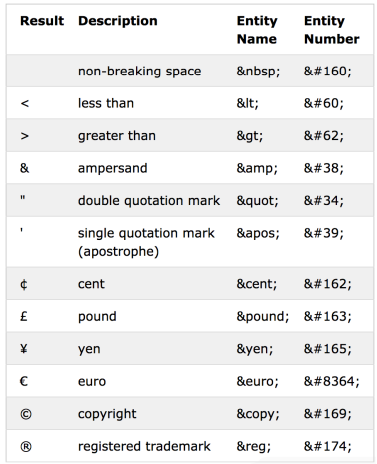 Result Description Entity Name Entity Number
non-breaking space &nbsp; &#160;
< less than &lt; &#60;
> greater than &gt; &#62;
& ampersand &amp; &#38;
" double quotation mark &quot; &#34;
' single quotation mark (apostrophe) &apos; &#39;
¢ cent &cent; &#162;
£ pound &pound; &#163;
¥ yen &yen; &#165;
€ euro &euro; &#8364;
© copyright &copy; &#169;
® registered trademark &reg; &#174;